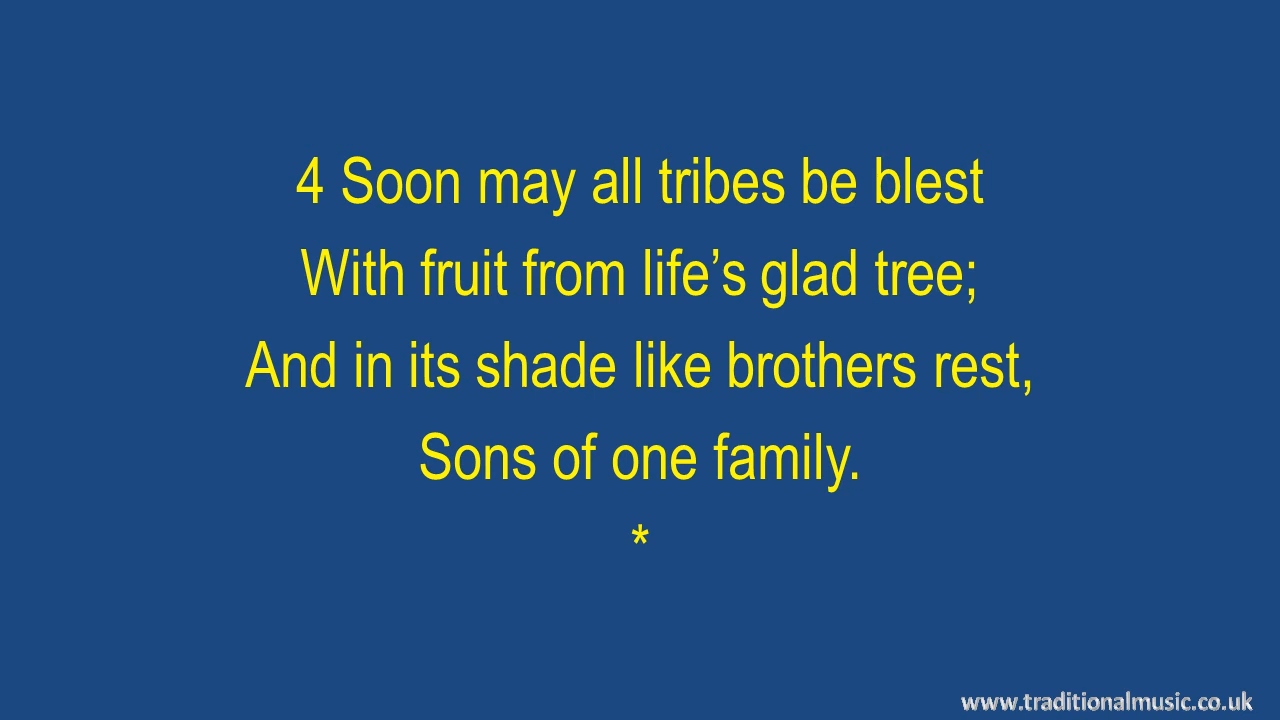 4 Soon may all tribes be blest
With fruit from life’s glad tree;
And in its shade like brothers rest,
Sons of one family.
*
www.traditionalmusic.co.uk